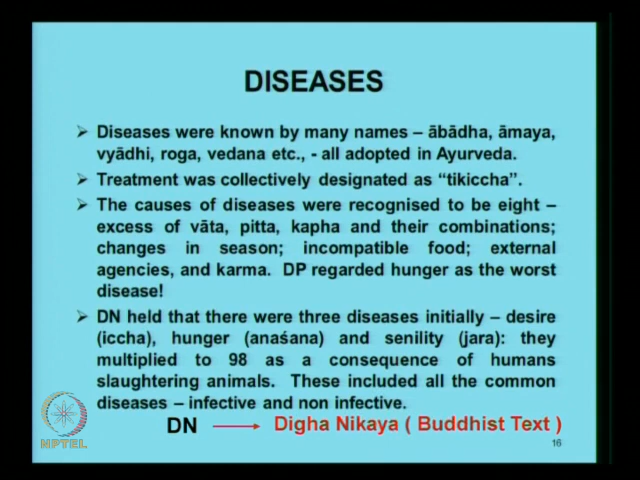 DISEASES
Diseases were known by many names – ābādha, āmaya,
vyādhi, roga, vedana etc., - all adopted in Ayurveda.
Treatment was collectively designated as “tikiccha”.
The causes of diseases were recognised to be eight –
excess of vāta, pitta, kapha and their combinations;
changes in season; incompatible food; external
agencies, and karma. DP regarded hunger as the worst
disease!
DN held that there were three diseases initially – desire
(iccha), hunger (anaśana) and senility (jara): they
multiplied to 98 as a consequence of humans
slaughtering animals. These included all the common
diseases – infective and non infective.
DN Digha Nikaya ( Buddhist Text )
NPTEL
16